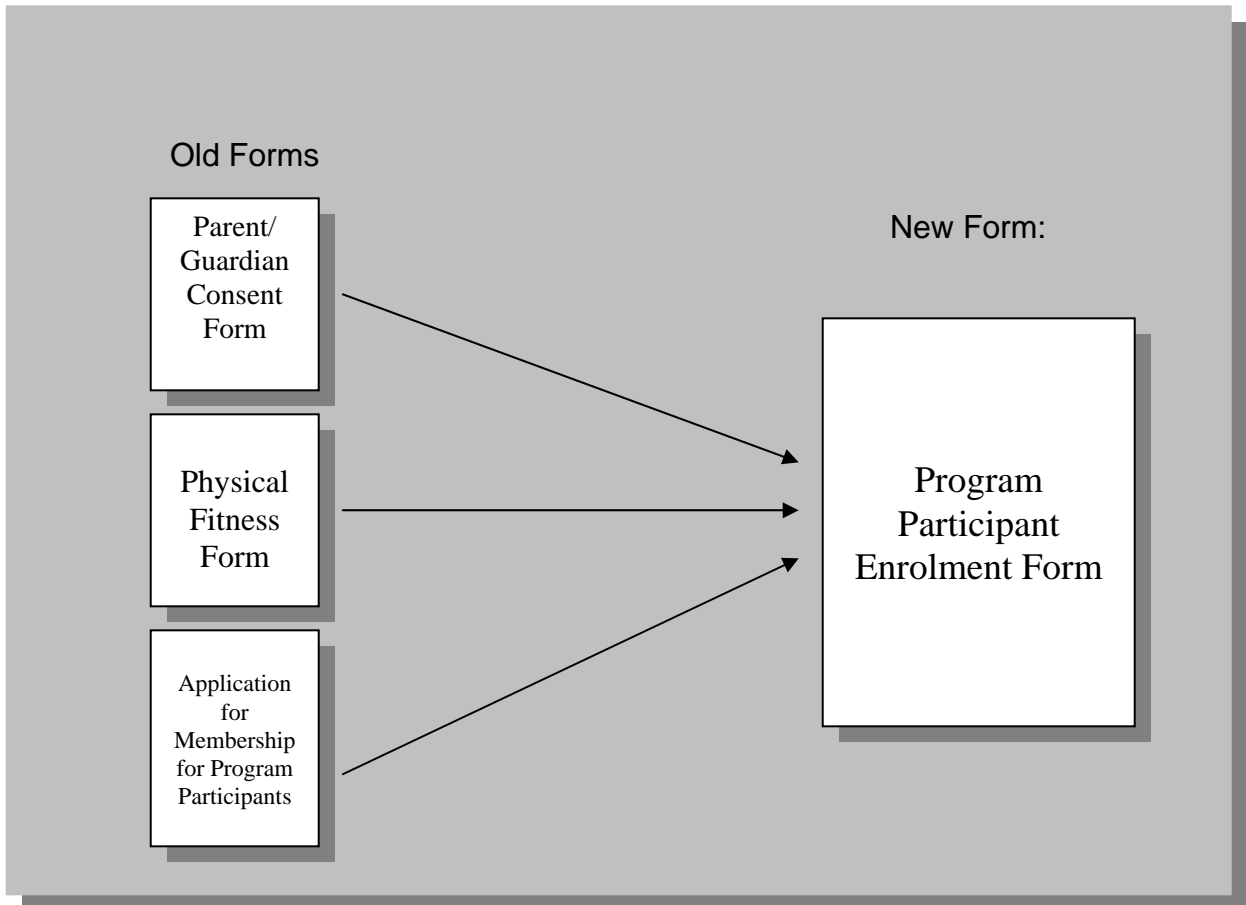 Old Forms
Parent/
Guardian
Consent
Form
Physical
Fitness
Form
Application
for
Membership
for Program
Participants
New Form:
Program
Participant
Enrolment Form